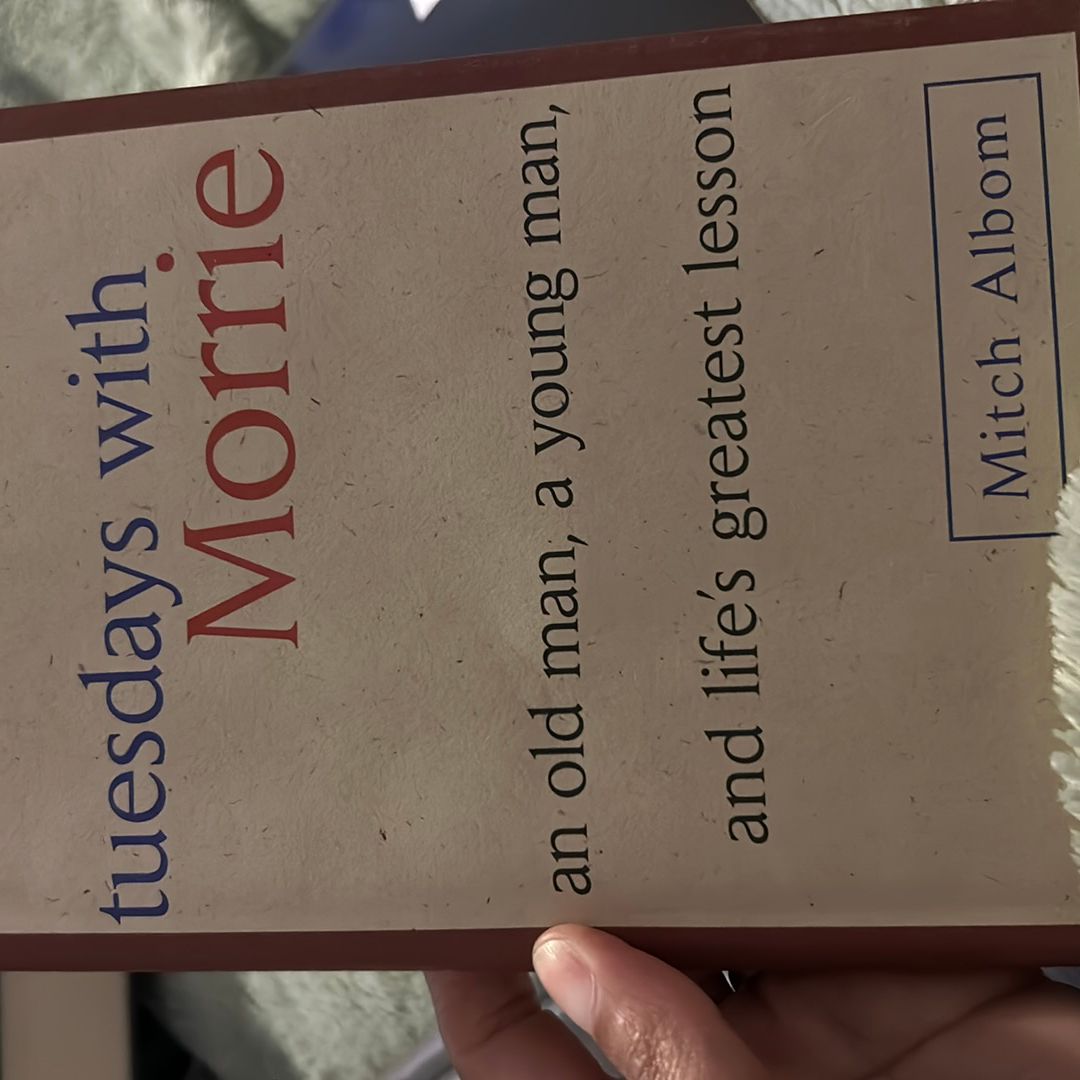 tuesdays with
Morrie
an old man, a young man,
and life's greatest lesson
Mitch Albom